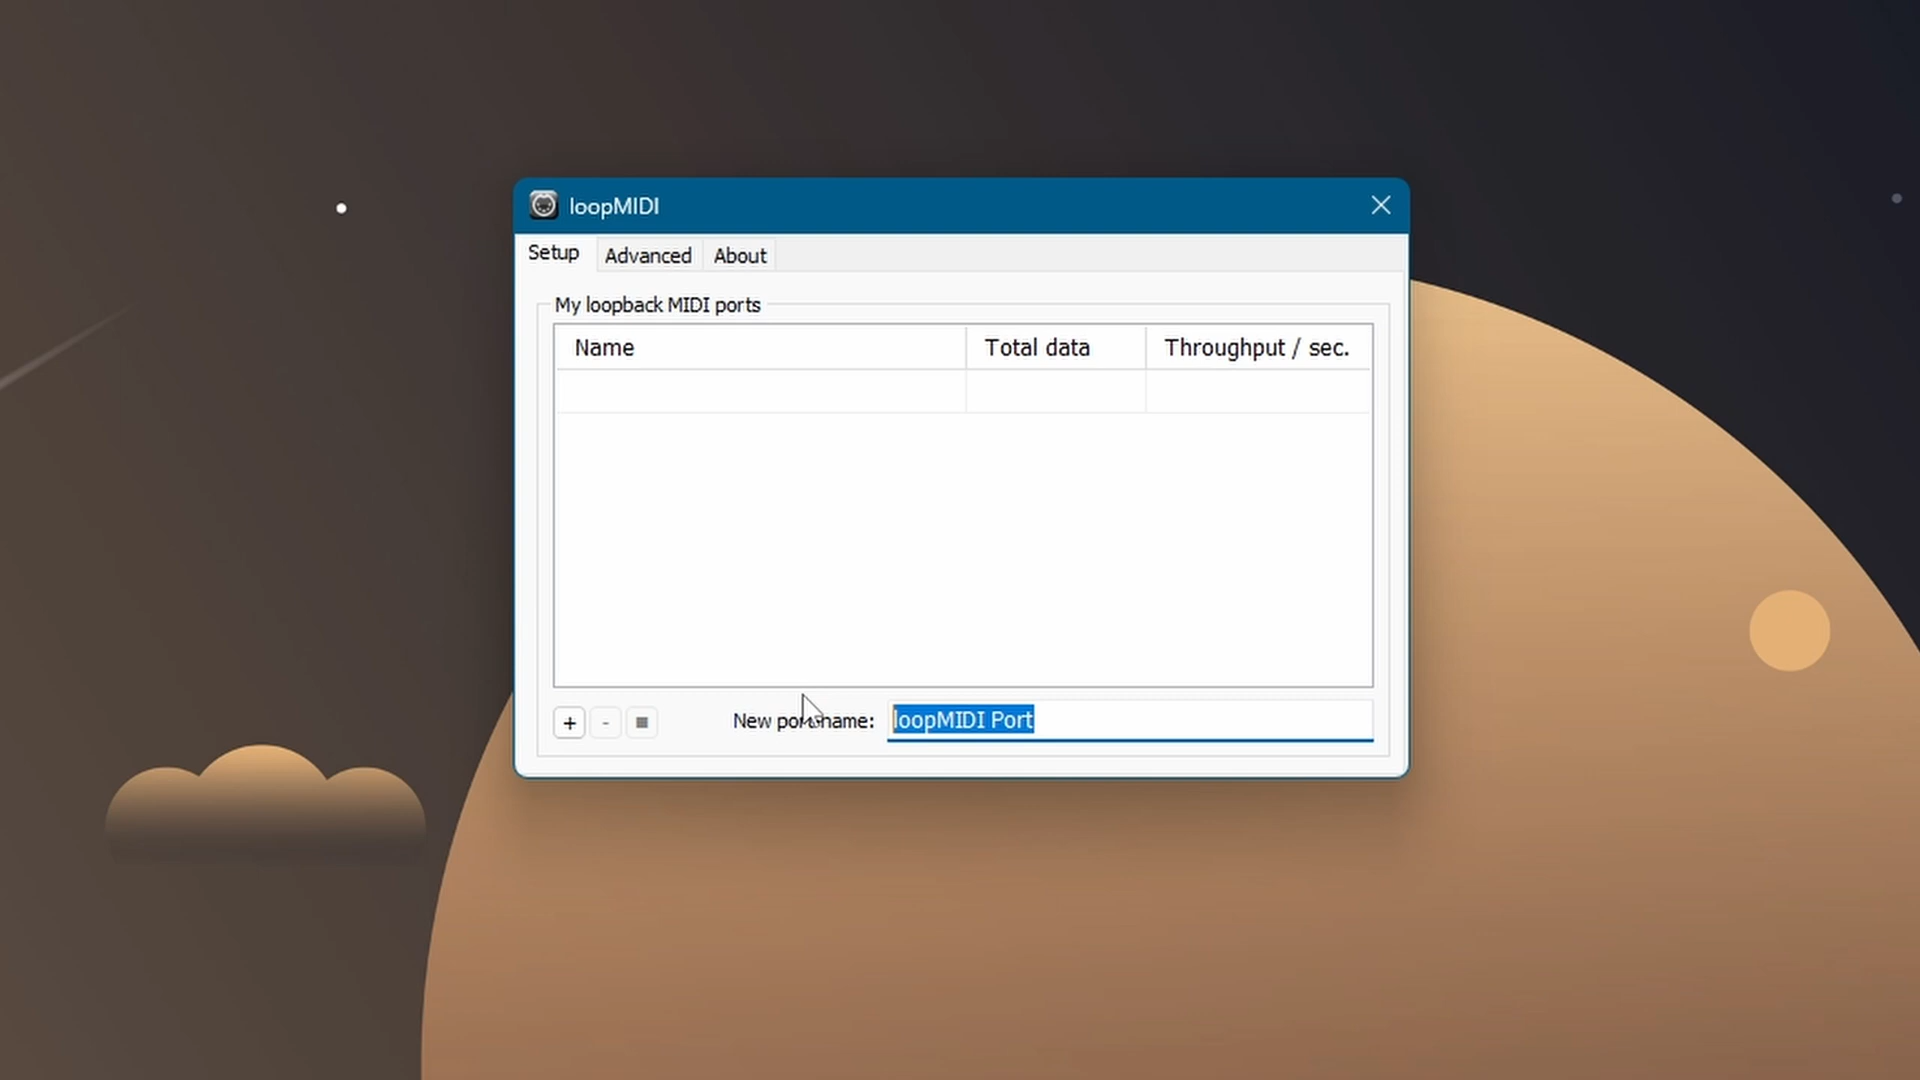 loopMIDI
Setup Advanced About
My loopback MIDI ports
Name Total data Throughput / sec.
+ - New port name: loopMIDI Port